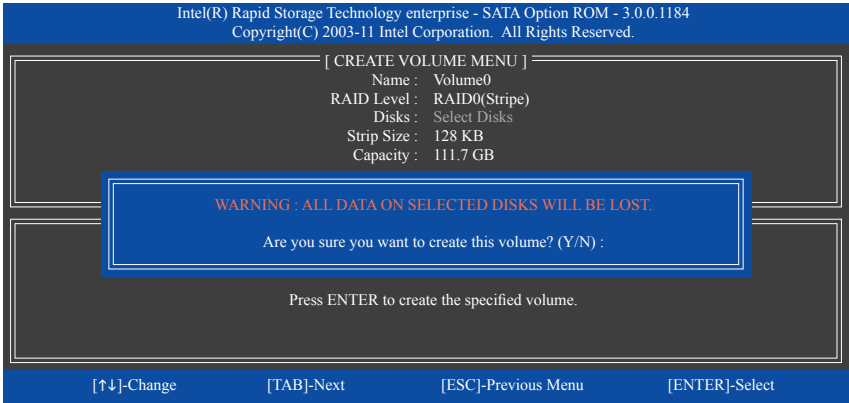 Intel(R) Rapid Storage Technology enterprise - SATA Option ROM - 3.0.0.1184
Copyright(C) 2003-11 Intel Corporation.  All Rights Reserved.
[ CREATE VOLUME MENU ]
Name :   Volume0
RAID Level :   RAID0(Stripe)
Disks :   Select Disks
Strip Size :   128 KB
Capacity :   111.7 GB
WARNING : ALL DATA ON SELECTED DISKS WILL BE LOST.
Are you sure you want to create this volume? (Y/N) :
Press ENTER to create the specified volume.
[↑↓]-Change   [TAB]-Next   [ESC]-Previous Menu   [ENTER]-Select